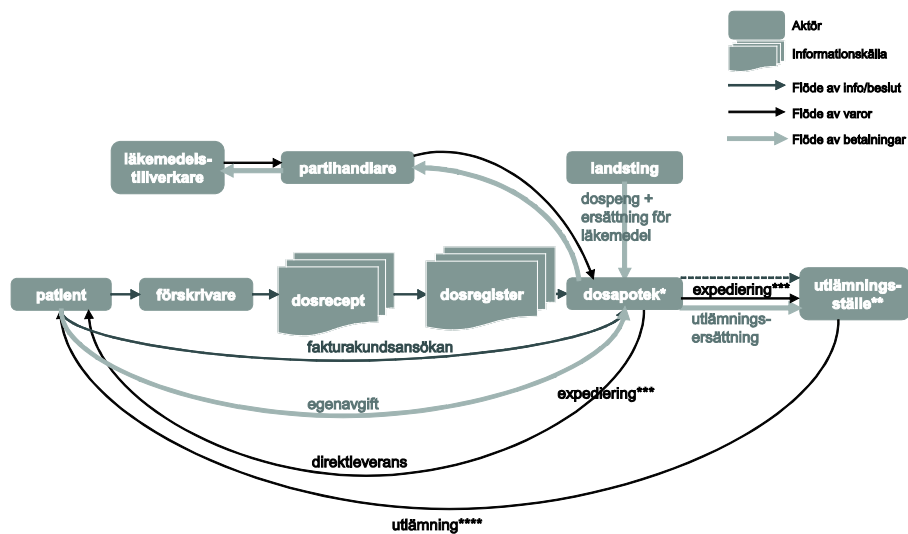 Aktör
Informationskälla
Flöde av info/beslut
Flöde av varor
Flöde av betalningar
läkemedels-
tillverkare
partihandlare
landsting
dospeng +
ersättning för
läkemedel
patient
förskrivare
dosrecept
dosregister
dosapotek*
expediering***
utlämnings-
ställe**
utlämnings-
ersättning
fakturakundsansökan
egenavgift
expediering***
direktleverans
utlämning****